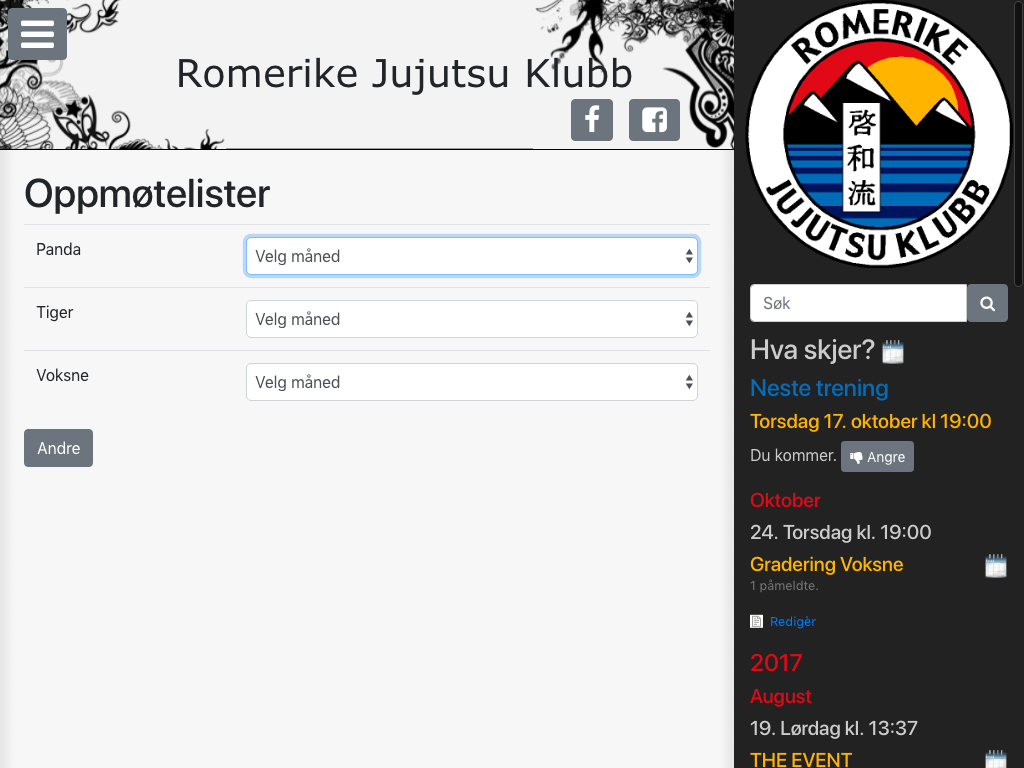 Romerike Jujutsu Klubb
Oppmøtelister
Panda
Velg måned
Tiger
Velg måned
Voksne
Velg måned
Andre
ROMERIKE
啓和流
JUJUTSU KLUBB
Søk
Hva skjer?
Neste trening
Torsdag 17. oktober kl 19:00
Du kommer. Angre
Oktober
24. Torsdag kl. 19:00
Gradering Voksne
1 påmeldte.
Redigèr
2017
August
19. Lørdag kl. 13:37
THE EVENT